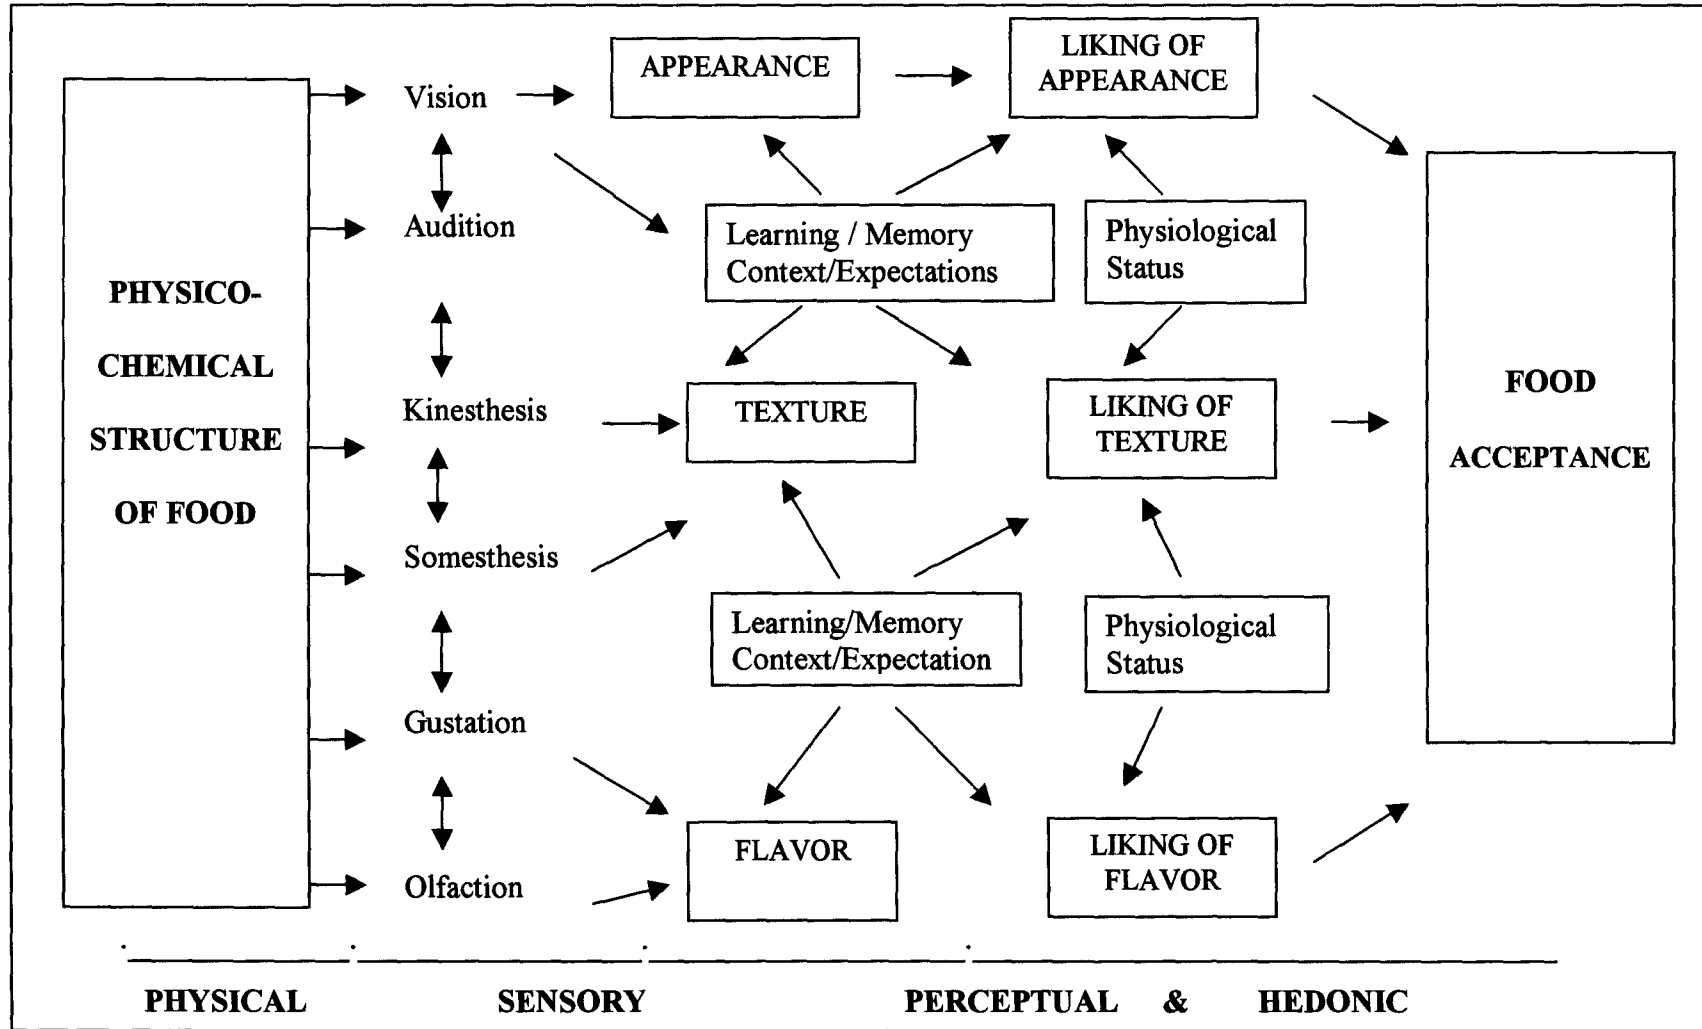 PHYSICO-
CHEMICAL
STRUCTURE
OF FOOD
Vision
Audition
Kinesthesis
Somesthesis
Gustation
Olfaction
APPEARANCE
LIKING OF
APPEARANCE
Learning / Memory
Context/Expectations
Physiological
Status
TEXTURE
LIKING OF
TEXTURE
Learning/Memory
Context/Expectation
Physiological
Status
FLAVOR
LIKING OF
FLAVOR
FOOD
ACCEPTANCE
PHYSICAL SENSORY PERCEPTUAL & HEDONIC